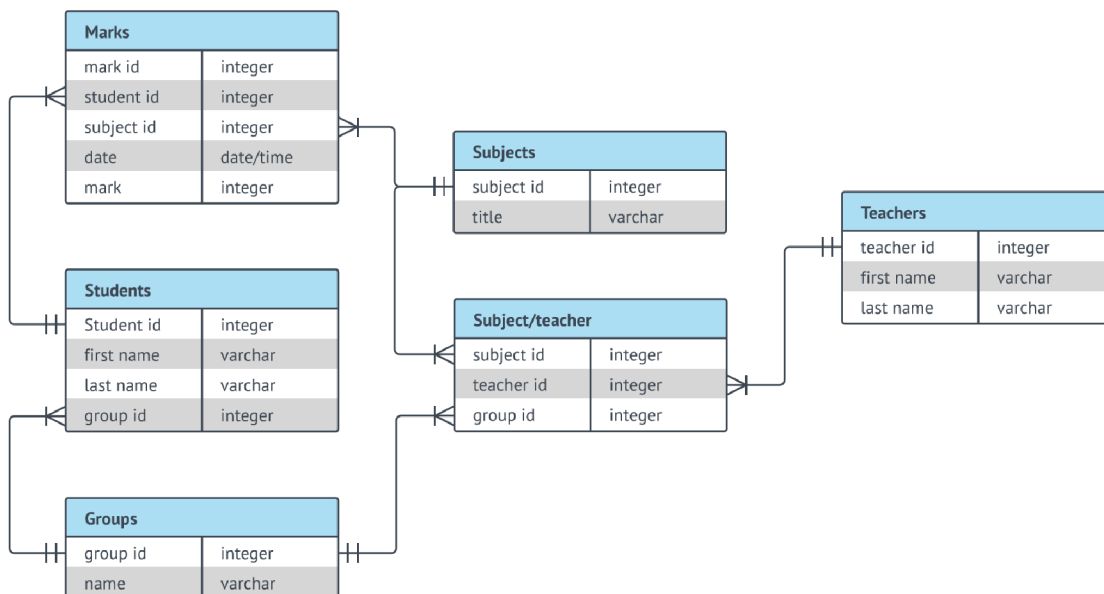 Marks
mark id integer
student id integer
subject id integer
date date/time
mark integer
Subjects
subject id integer
title varchar
Teachers
teacher id integer
first name varchar
last name varchar
Students
Student id integer
first name varchar
last name varchar
group id integer
Subject/teacher
subject id integer
teacher id integer
group id integer
Groups
group id integer
name varchar